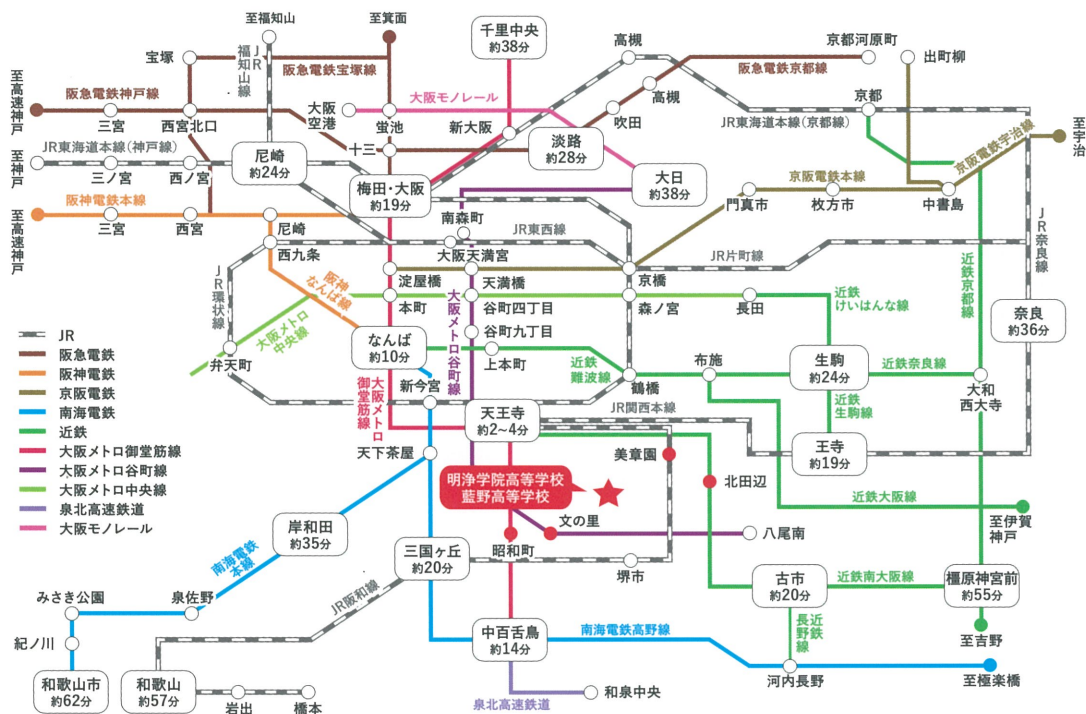 至福知山
至箕面
千里中央
約38分
高槻
京都河原町
出町柳
宝塚
JR
福知山線
阪急電鉄宝塚線
阪急電鉄京都線
至高速神戸
阪急電鉄神戸線
大阪
空港
大阪モノレール
高槻
京都
三宮
西宮北口
蛍池
新大阪
吹田
JR東海道本線(京都線)
至宇治
至神戸
JR東海道本線(神戸線)
十三
淡路
約28分
京阪電鉄宇治線
三ノ宮
西ノ宮
尼崎
約24分
梅田・大阪
約19分
大日
約38分
京阪電鉄本線
至高速神戸
阪神電鉄本線
南森町
門真市
枚方市
中書島
三宮
西宮
尼崎
JR東西線
JR奈良線
西九条
大阪天満宮
JR片町線
JR環状線
阪神
なんば線
淀屋橋
天満橋
京橋
近鉄京都線
近鉄
けいはんな線
本町
大阪メトロ谷町線
谷町四丁目
森ノ宮
長田
奈良
約36分
大阪メトロ
中央線
谷町九丁目
弁天町
なんば
約10分
上本町
近鉄
難波線
布施
生駒
約24分
近鉄奈良線
鶴橋
大和
西大寺
新今宮
近鉄
生駒線
大阪メトロ
御堂筋線
天王寺
約2~4分
JR関西本線
王寺
約19分
JR
阪急電鉄
阪神電鉄
京阪電鉄
南海電鉄
近鉄
大阪メトロ御堂筋線
大阪メトロ谷町線
大阪メトロ中央線
泉北高速鉄道
大阪モノレール
天下茶屋
美章園
明浄学院高等学校
藍野高等学校
北田辺
近鉄大阪線
至伊賀
神戸
文の里
八尾南
昭和町
岸和田
約35分
南海電鉄
本線
三国ヶ丘
約20分
堺市
古市
約20分
近鉄南大阪線
橿原神宮前
約55分
JR阪和線
みさき公園
泉佐野
近鉄
長野線
至吉野
紀ノ川
中百舌鳥
約14分
南海電鉄高野線
和歌山市
約62分
和歌山
約57分
河内長野
至極楽橋
岩出
橋本
泉北高速鉄道
和泉中央